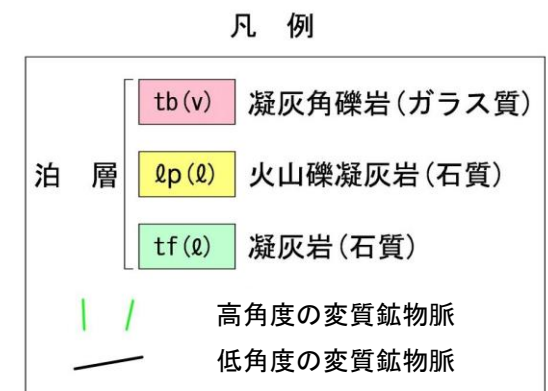 凡 例
tb(v) 凝灰角礫岩(ガラス質)
泊 層 ℓp(ℓ) 火山礫凝灰岩(石質)
tf(ℓ) 凝灰岩(石質)
高角度の変質鉱物脈
低角度の変質鉱物脈